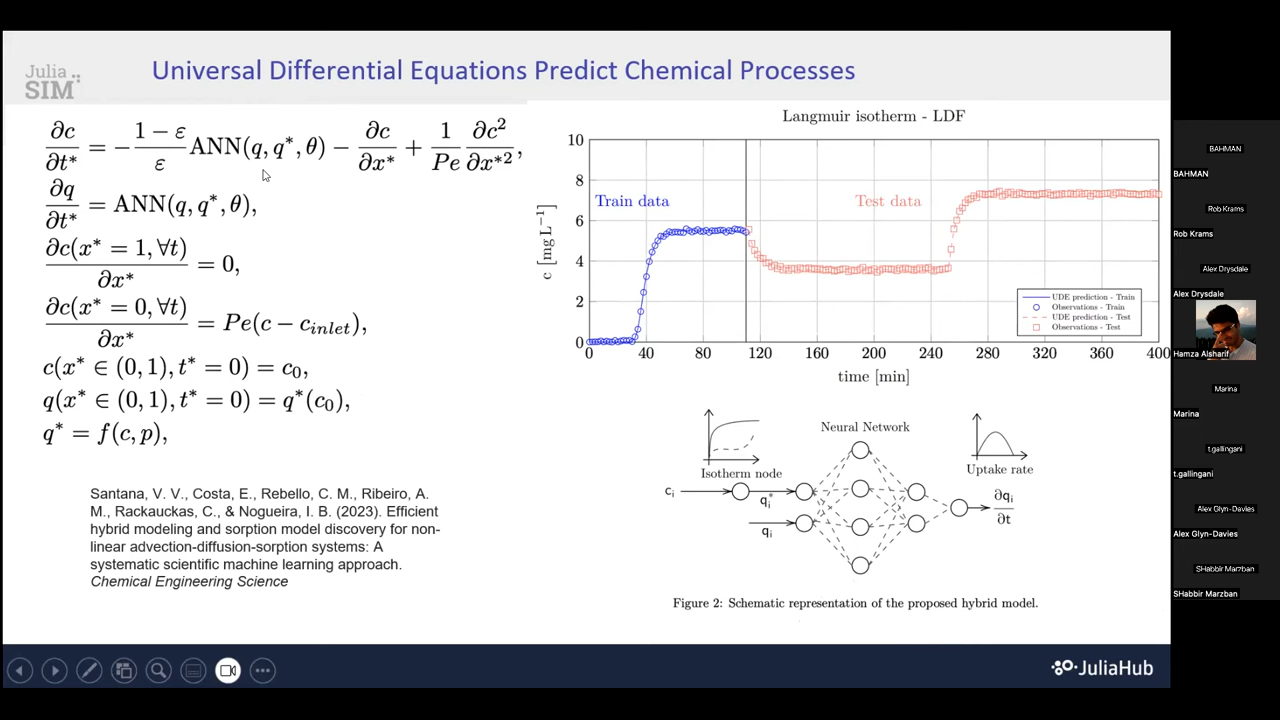 Julia
SIM
Universal Differential Equations Predict Chemical Processes
∂c/∂t* = −(1 − ε)/ε ANN(q, q*, θ) − ∂c/∂x* + 1/Pe ∂c²/∂x*²,
∂q/∂t* = ANN(q, q*, θ),
∂c(x* = 1, ∀t)/∂x* = 0,
∂c(x* = 0, ∀t)/∂x* = Pe(c − c_inlet),
c(x* ∈ (0, 1), t* = 0) = c₀,
q(x* ∈ (0, 1), t* = 0) = q*(c₀),
q* = f(c, p),
Santana, V. V., Costa, E., Rebello, C. M., Ribeiro, A.
M., Rackauckas, C., & Nogueira, I. B. (2023). Efficient
hybrid modeling and sorption model discovery for non-
linear advection-diffusion-sorption systems: A
systematic scientific machine learning approach.
Chemical Engineering Science
Langmuir isotherm - LDF
10
8
6
4
2
0
c [mg L⁻¹]
Train data
Test data
UDE prediction - Train
Observations - Train
UDE prediction - Test
Observations - Test
0 40 80 120 160 200 240 280 320 360 400
time [min]
Neural Network
Isotherm node
Uptake rate
cᵢ
qᵢ*
qᵢ
∂qᵢ/∂t
Figure 2: Schematic representation of the proposed hybrid model.
JuliaHub
BAHMAN
BAHMAN
Rob Krams
Rob Krams
Alex Drysdale
Alex Drysdale
Hamza Alsharif
Marina
Marina
t.gallingani
t.gallingani
Alex Glyn-Davies
Alex Glyn-Davies
SHabbir Marzban
SHabbir Marzban